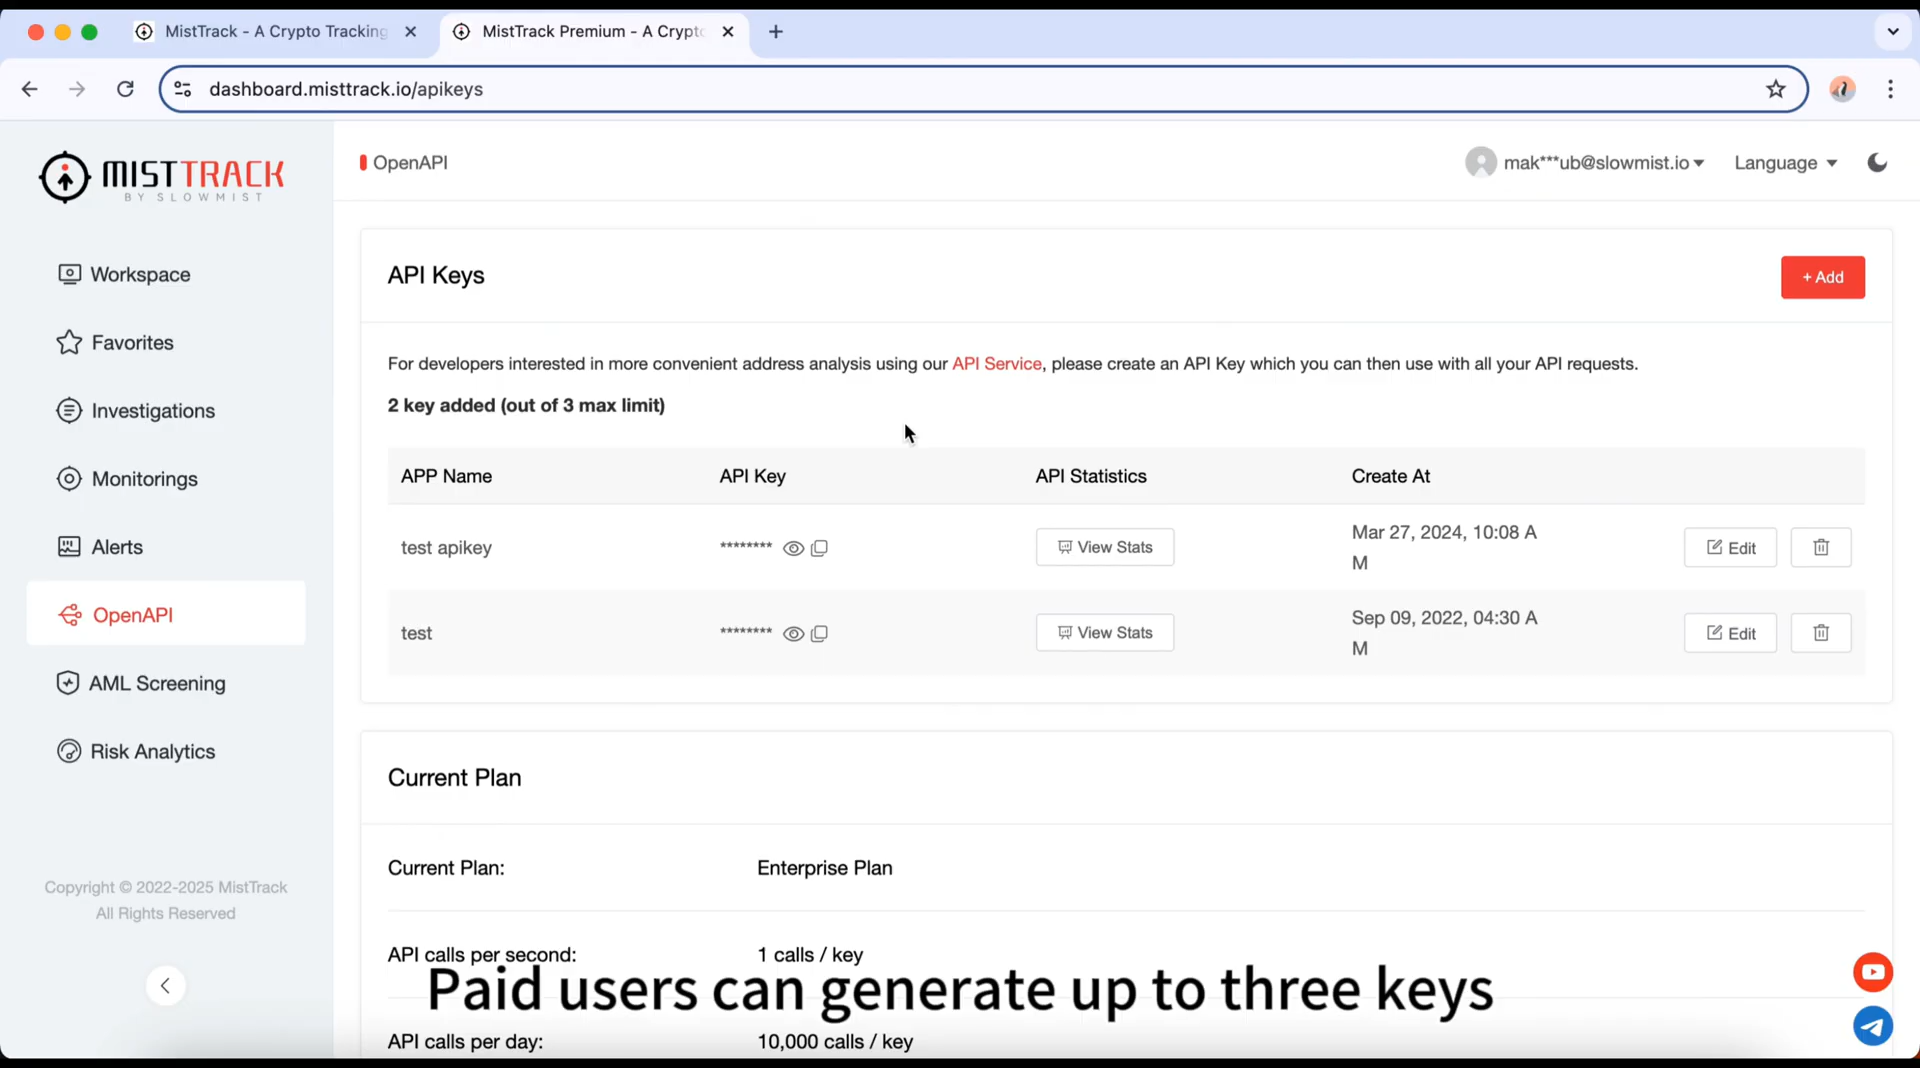 MistTrack - A Crypto Tracking
MistTrack Premium - A Crypto
dashboard.misttrack.io/apikeys
MISTTRACK
BY SLOWMIST
OpenAPI
mak***ub@slowmist.io
Language
Workspace
Favorites
Investigations
Monitorings
Alerts
OpenAPI
AML Screening
Risk Analytics
Copyright © 2022-2025 MistTrack
All Rights Reserved
API Keys
+ Add
For developers interested in more convenient address analysis using our API Service, please create an API Key which you can then use with all your API requests.
2 key added (out of 3 max limit)
APP Name API Key API Statistics Create At
test apikey ******** View Stats Mar 27, 2024, 10:08 A
M
Edit
test ******** View Stats Sep 09, 2022, 04:30 A
M
Edit
Current Plan
Current Plan: Enterprise Plan
API calls per second: 1 calls / key
Paid users can generate up to three keys
API calls per day: 10,000 calls / key